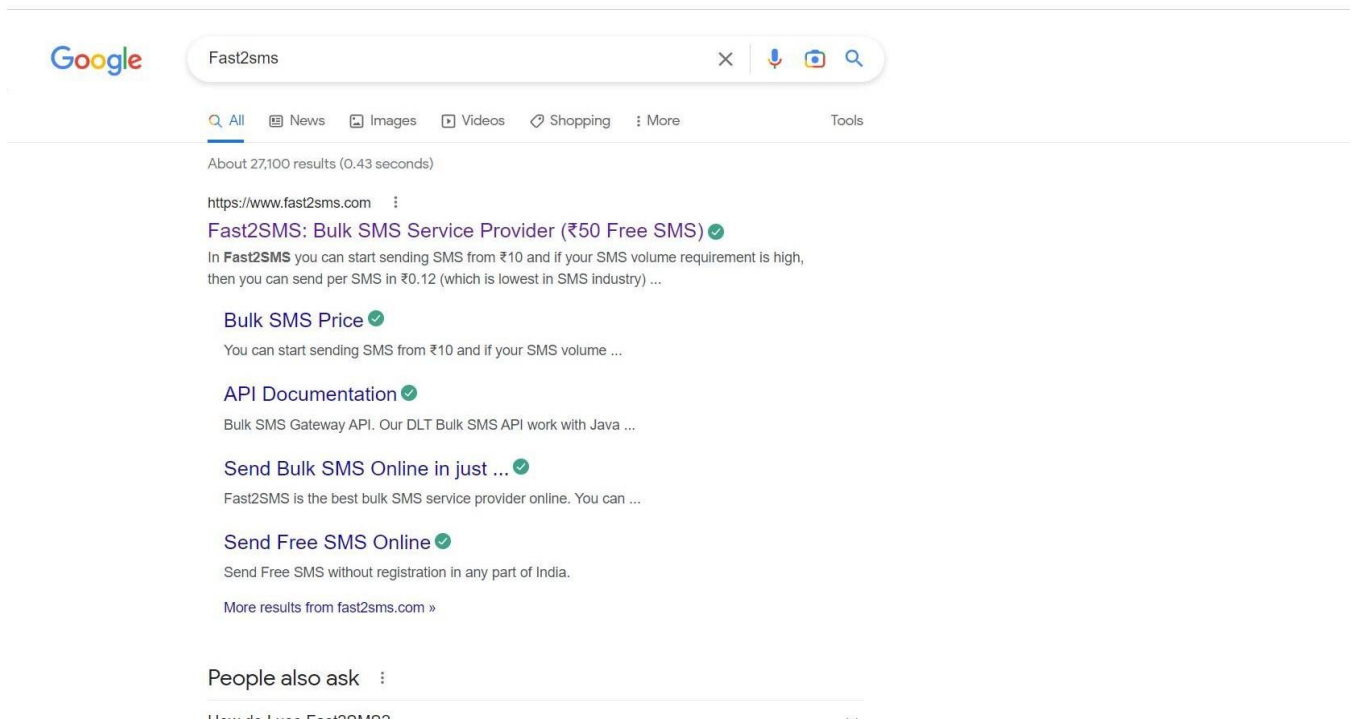 Google
Fast2sms
All News Images Videos Shopping More Tools
About 27,100 results (0.43 seconds)
https://www.fast2sms.com
Fast2SMS: Bulk SMS Service Provider (₹50 Free SMS)
In Fast2SMS you can start sending SMS from ₹10 and if your SMS volume requirement is high,
then you can send per SMS in ₹0.12 (which is lowest in SMS industry) ...
Bulk SMS Price
You can start sending SMS from ₹10 and if your SMS volume ...
API Documentation
Bulk SMS Gateway API. Our DLT Bulk SMS API work with Java ...
Send Bulk SMS Online in just ...
Fast2SMS is the best bulk SMS service provider online. You can ...
Send Free SMS Online
Send Free SMS without registration in any part of India.
More results from fast2sms.com »
People also ask
How do I use Fast2SMS?